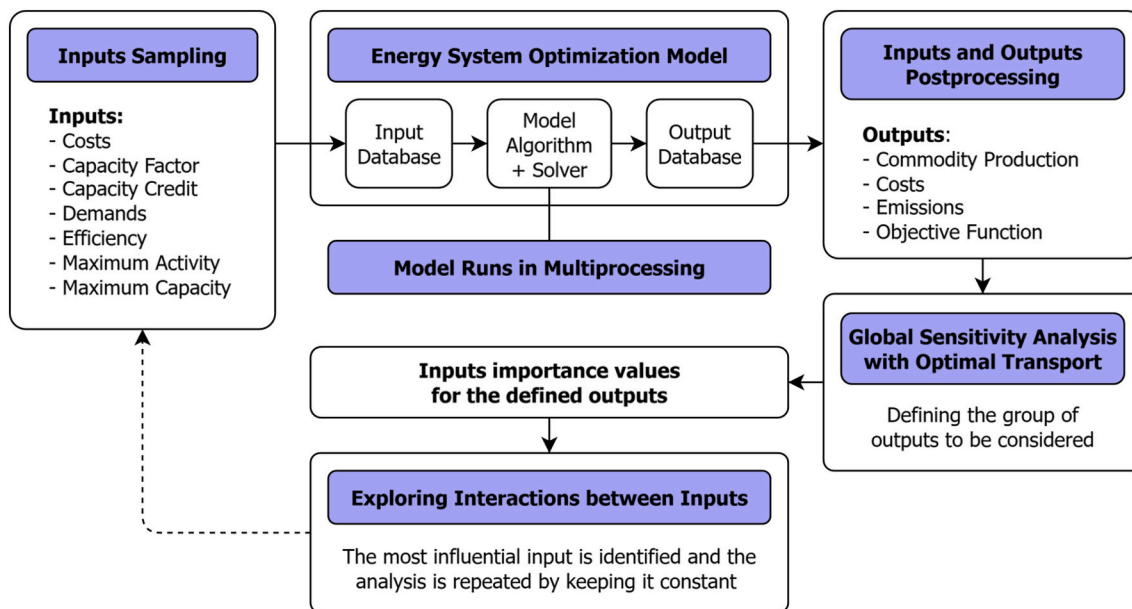 Inputs Sampling
Inputs:
- Costs
- Capacity Factor
- Capacity Credit
- Demands
- Efficiency
- Maximum Activity
- Maximum Capacity
Energy System Optimization Model
Input
Database
Model
Algorithm
+ Solver
Output
Database
Model Runs in Multiprocessing
Inputs and Outputs
Postprocessing
Outputs:
- Commodity Production
- Costs
- Emissions
- Objective Function
Global Sensitivity Analysis
with Optimal Transport
Defining the group of
outputs to be considered
Inputs importance values
for the defined outputs
Exploring Interactions between Inputs
The most influential input is identified and the
analysis is repeated by keeping it constant